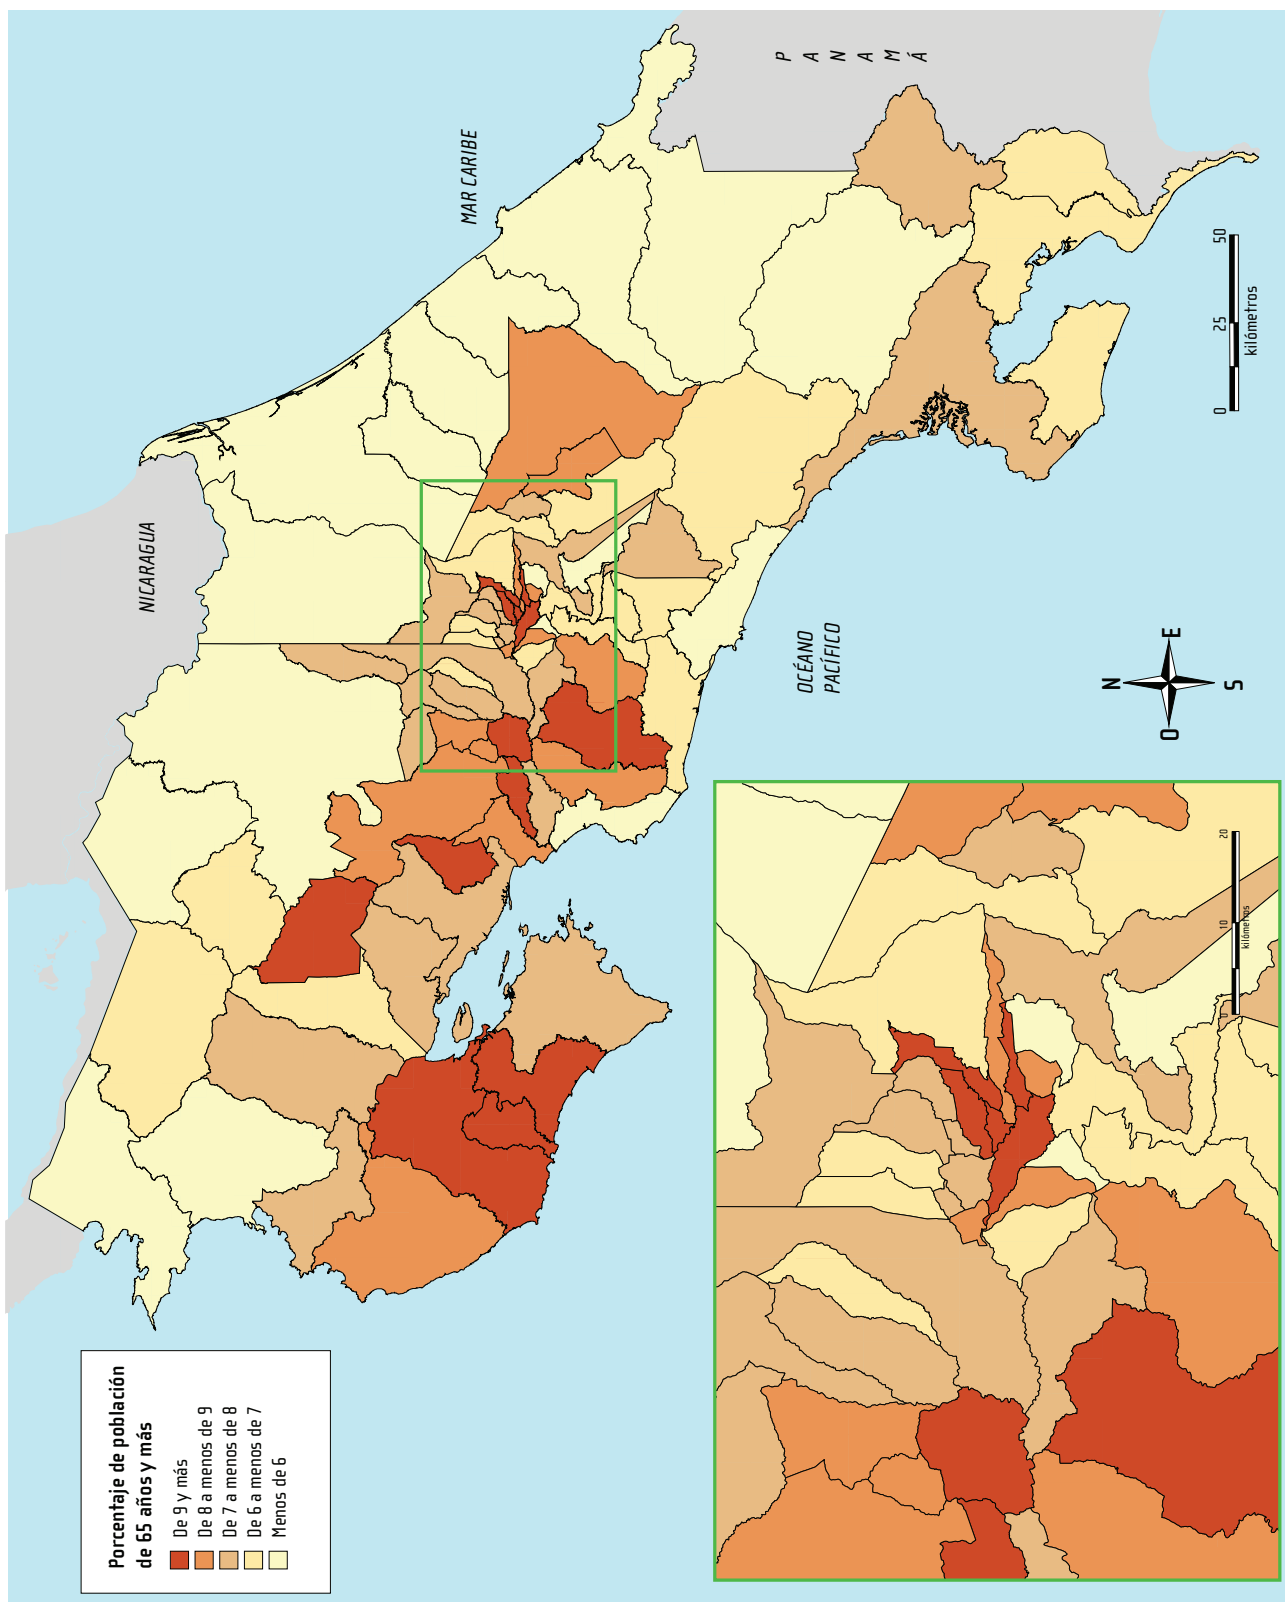 Porcentaje de población
de 65 años y más
De 9 y más
De 8 a menos de 9
De 7 a menos de 8
De 6 a menos de 7
Menos de 6
NICARAGUA
MAR CARIBE
P A N A M Á
OCÉANO
PACÍFICO
N
O
E
S
0 25 50
kilómetros
0 10 20
kilómetros